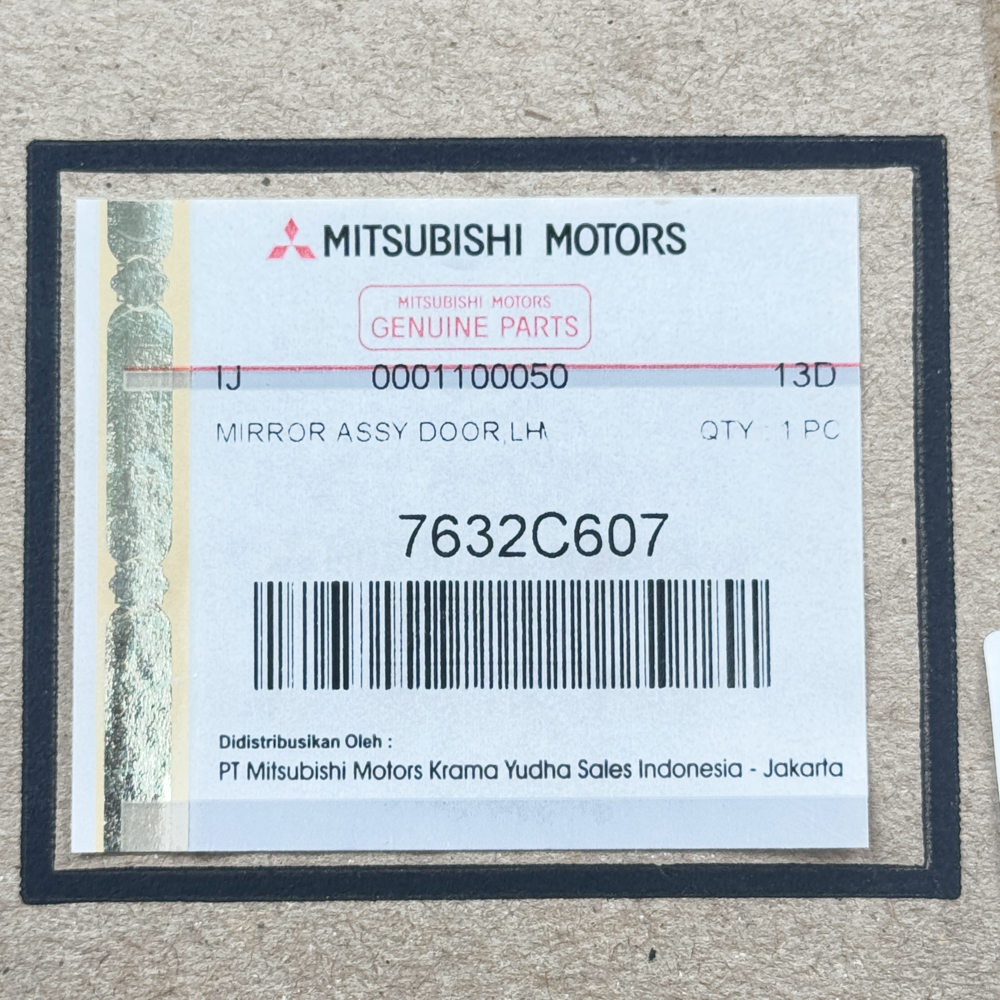 MITSUBISHI MOTORS
MITSUBISHI MOTORS
GENUINE PARTS
IJ 0001100050 13D
MIRROR ASSY DOOR,LH
QTY : 1 PC
7632C607
Didistribusikan Oleh :
PT Mitsubishi Motors Krama Yudha Sales Indonesia - Jakarta